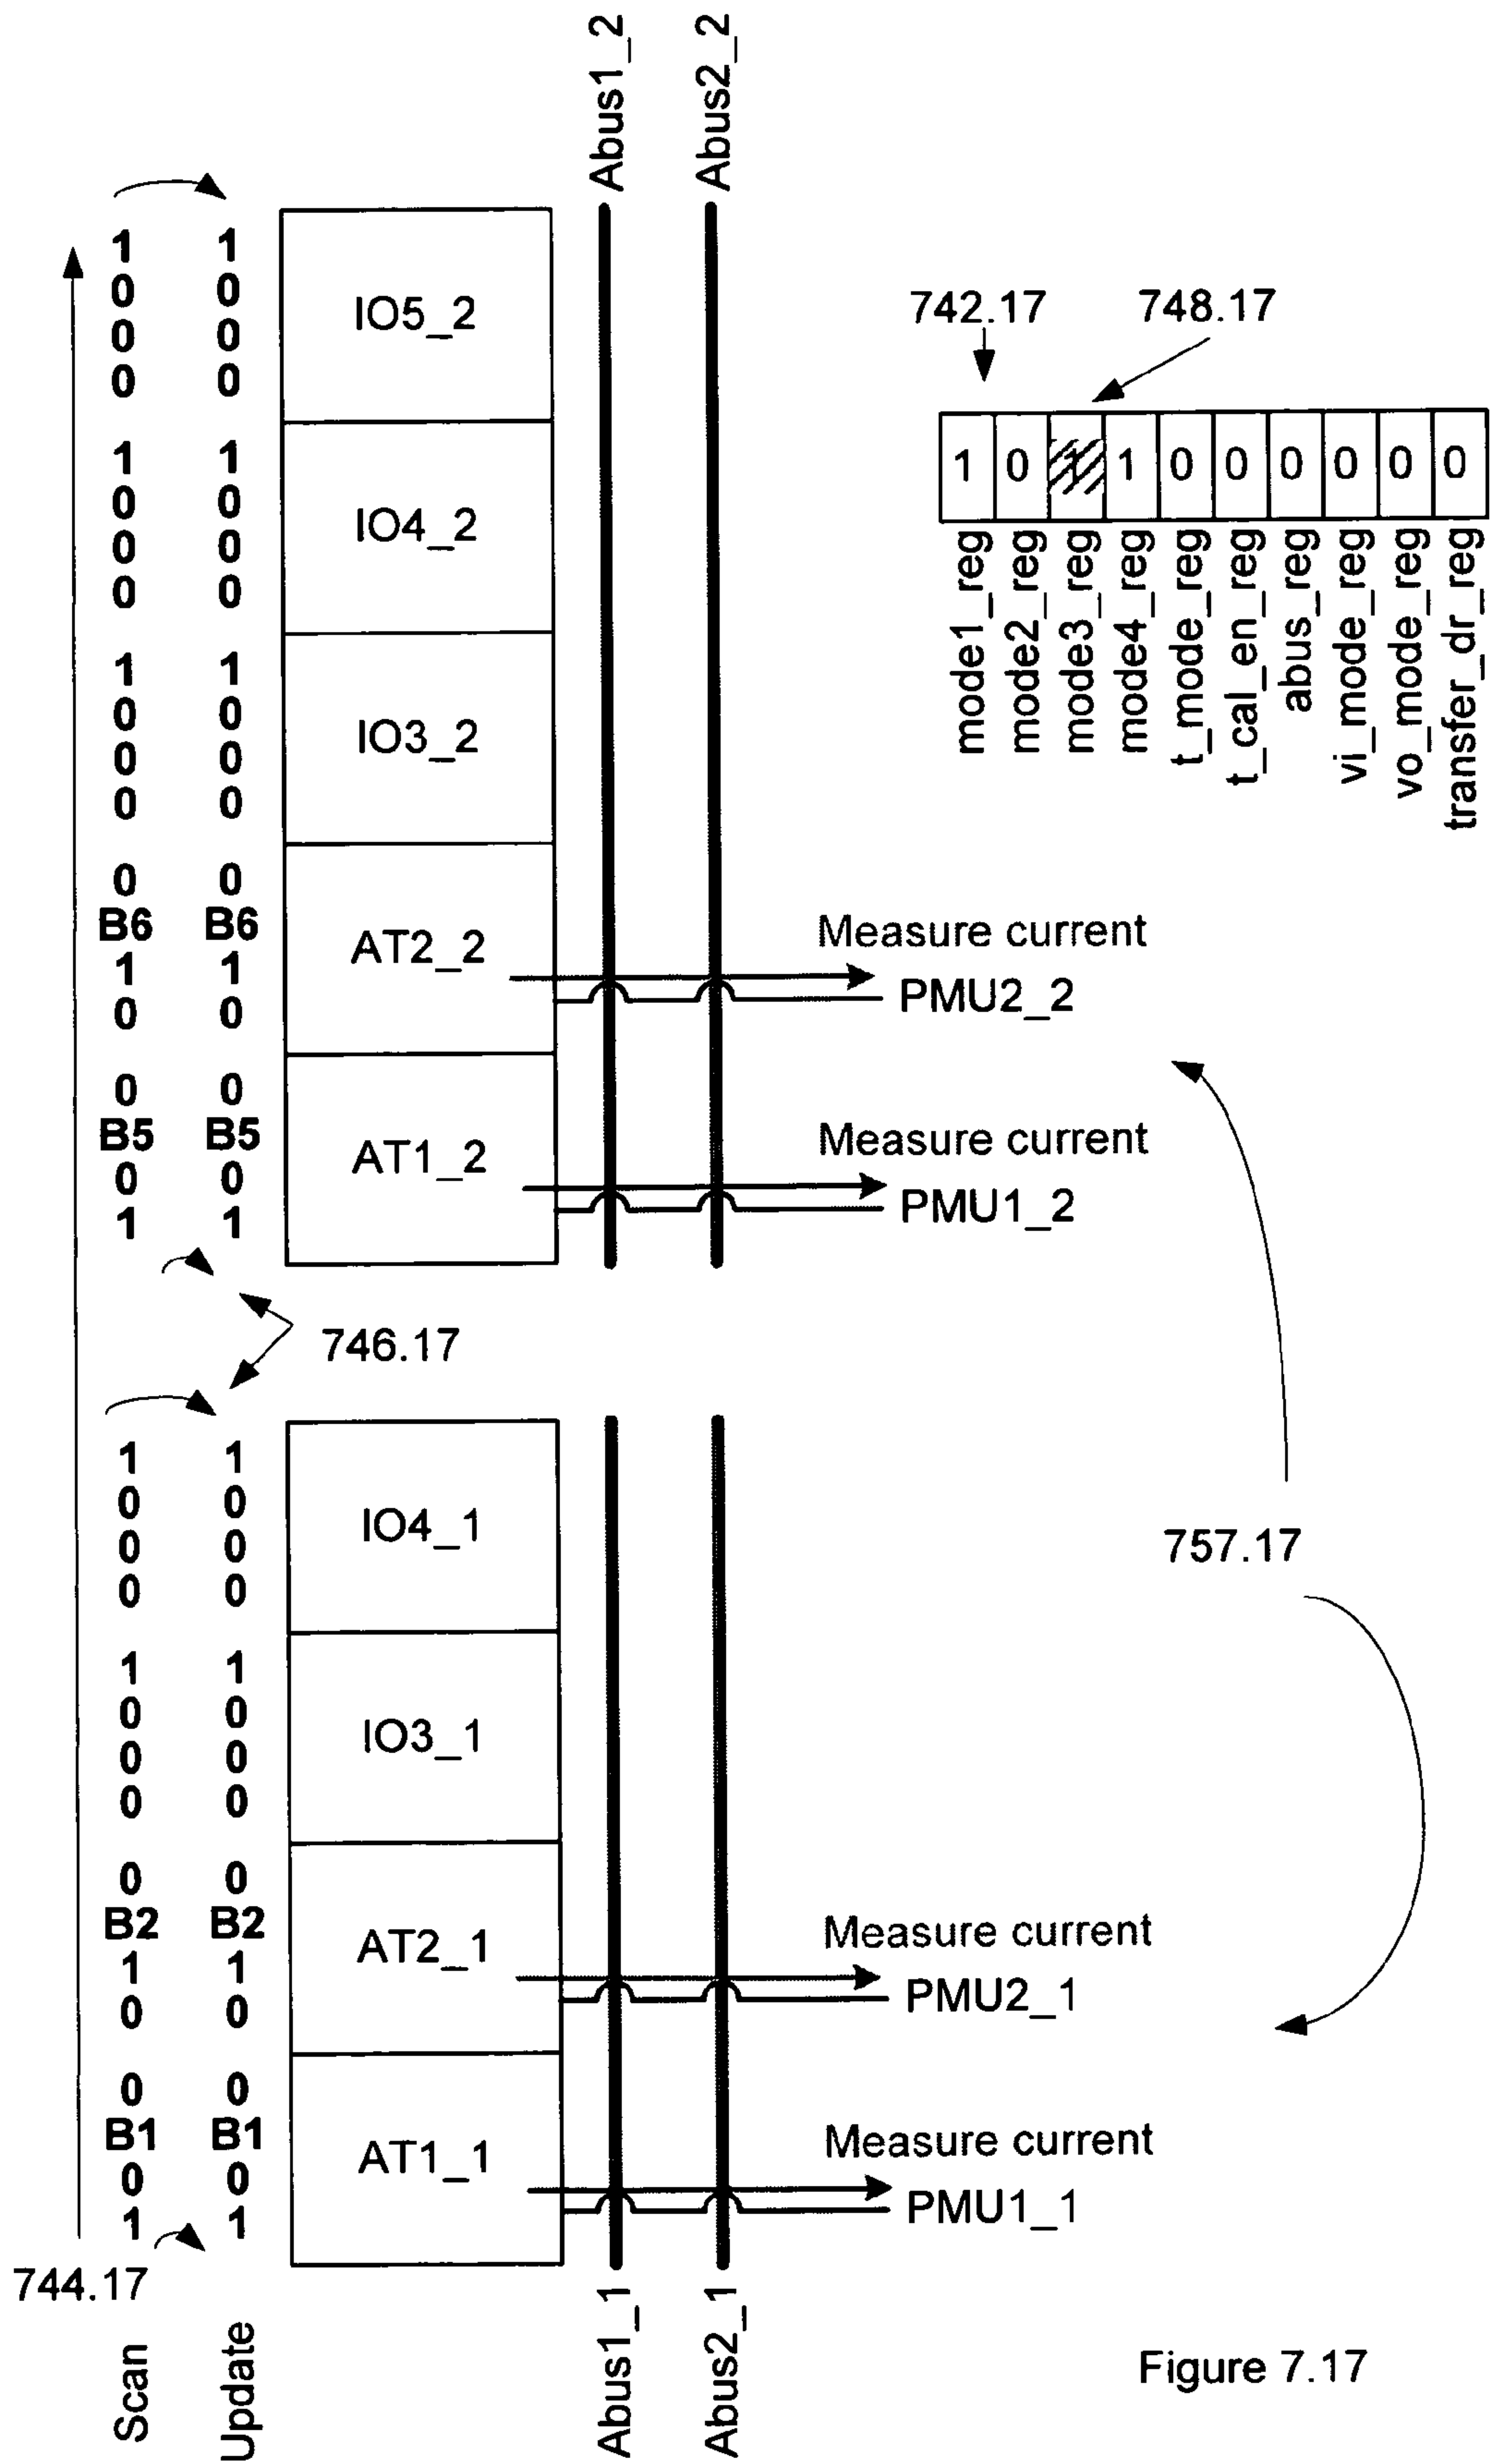 Abus1_2
Abus2_2
1 1
0 0
0 0
0 0
IO5_2
1 1
0 0
0 0
0 0
IO4_2
1 1
0 0
0 0
0 0
IO3_2
0 0
B6 B6
1 1
0 0
AT2_2
Measure current
PMU2_2
0 0
B5 B5
0 0
1 1
AT1_2
Measure current
PMU1_2
742.17
748.17
1 0 1 1 0 0 0 0 0 0
mode1_reg
mode2_reg
mode3_reg
mode4_reg
t_mode_reg
t_cal_en_reg
abus_reg
vi_mode_reg
vo_mode_reg
transfer_dr_reg
746.17
1 1
0 0
0 0
0 0
IO4_1
1 1
0 0
0 0
0 0
IO3_1
0 0
B2 B2
1 1
0 0
AT2_1
Measure current
PMU2_1
0 0
B1 B1
0 0
1 1
AT1_1
Measure current
PMU1_1
757.17
744.17
Scan
Update
Abus1_1
Abus2_1
Figure 7.17